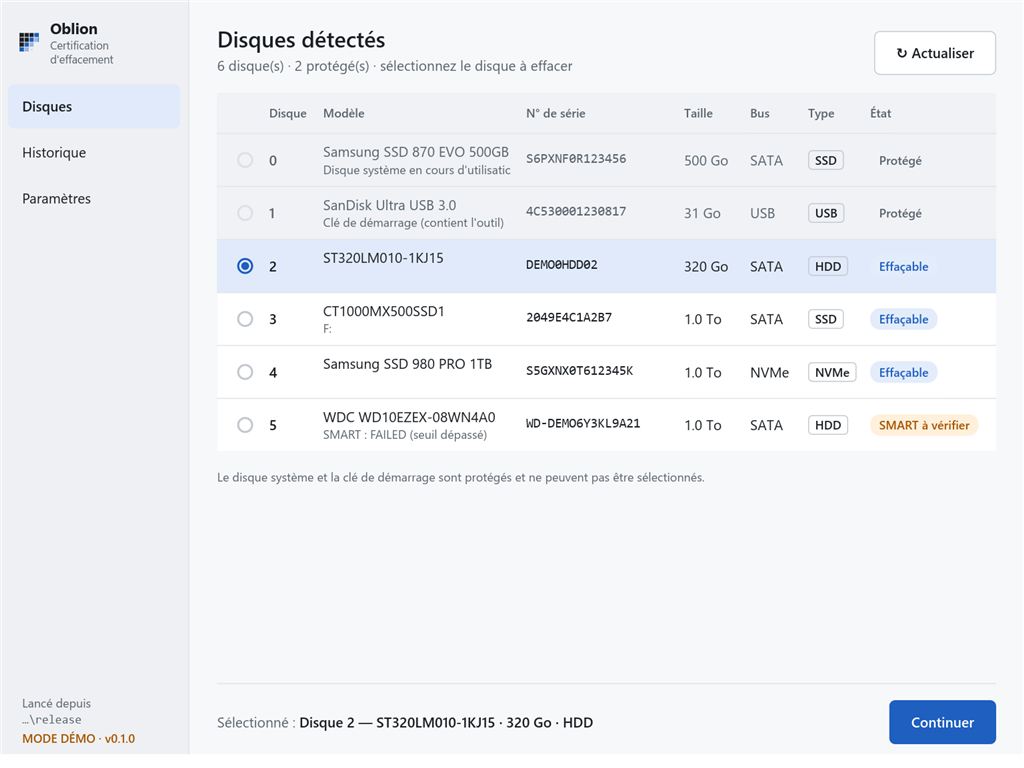 Oblion
Certification
d'effacement
Disques
Historique
Paramètres
Lancé depuis
…\release
MODE DÉMO · v0.1.0
Disques détectés
6 disque(s) · 2 protégé(s) · sélectionnez le disque à effacer
↻ Actualiser
Disque Modèle N° de série Taille Bus Type État
0 Samsung SSD 870 EVO 500GB S6PXNF0R123456 500 Go SATA SSD Protégé
Disque système en cours d'utilisatic
1 SanDisk Ultra USB 3.0 4C530001230817 31 Go USB USB Protégé
Clé de démarrage (contient l'outil)
2 ST320LM010-1KJ15 DEMO0HDD02 320 Go SATA HDD Effaçable
3 CT1000MX500SSD1 2049E4C1A2B7 1.0 To SATA SSD Effaçable
F:
4 Samsung SSD 980 PRO 1TB S5GXNX0T612345K 1.0 To NVMe NVMe Effaçable
5 WDC WD10EZEX-08WN4A0 WD-DEMO6Y3KL9A21 1.0 To SATA HDD SMART à vérifier
SMART : FAILED (seuil dépassé)
Le disque système et la clé de démarrage sont protégés et ne peuvent pas être sélectionnés.
Sélectionné : Disque 2 — ST320LM010-1KJ15 · 320 Go · HDD
Continuer